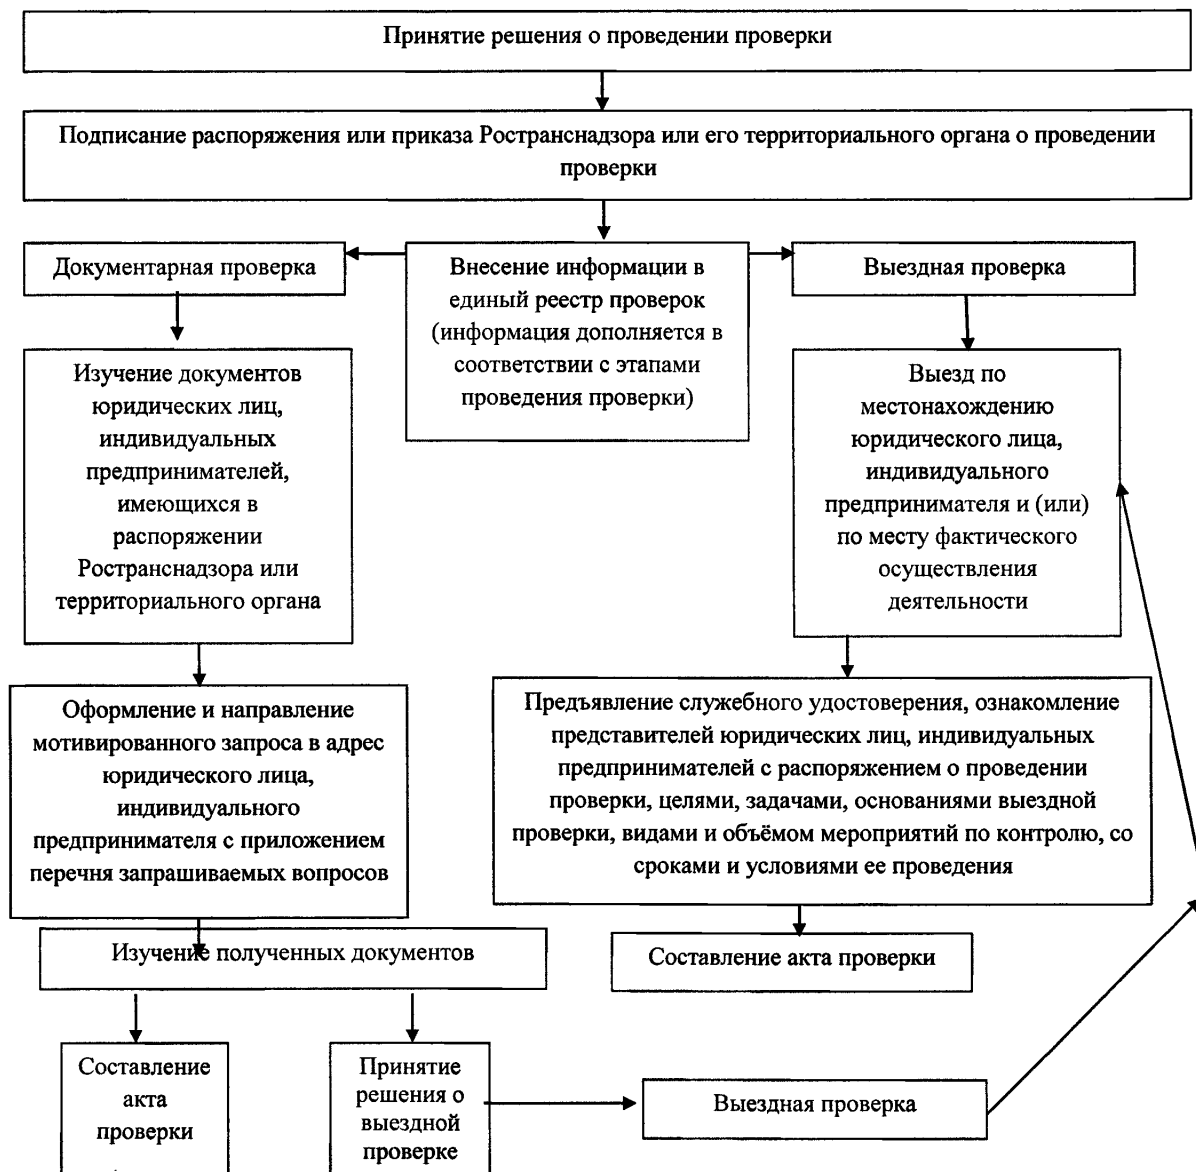 Принятие решения о проведении проверки
Подписание распоряжения или приказа Ространснадзора или его территориального органа о проведении
проверки
Документарная проверка
Внесение информации в
единый реестр проверок
(информация дополняется в
соответствии с этапами
проведения проверки)
Выездная проверка
Изучение документов
юридических лиц,
индивидуальных
предпринимателей,
имеющихся в
распоряжении
Ространснадзора или
территориального органа
Выезд по
местонахождению
юридического лица,
индивидуального
предпринимателя и (или)
по месту фактического
осуществления
деятельности
Оформление и направление
мотивированного запроса в адрес
юридического лица,
индивидуального
предпринимателя с приложением
перечня запрашиваемых вопросов
Предъявление служебного удостоверения, ознакомление
представителей юридических лиц, индивидуальных
предпринимателей с распоряжением о проведении
проверки, целями, задачами, основаниями выездной
проверки, видами и объёмом мероприятий по контролю, со
сроками и условиями ее проведения
Изучение полученных документов
Составление акта проверки
Составление
акта
проверки
Принятие
решения о
выездной
проверке
Выездная проверка